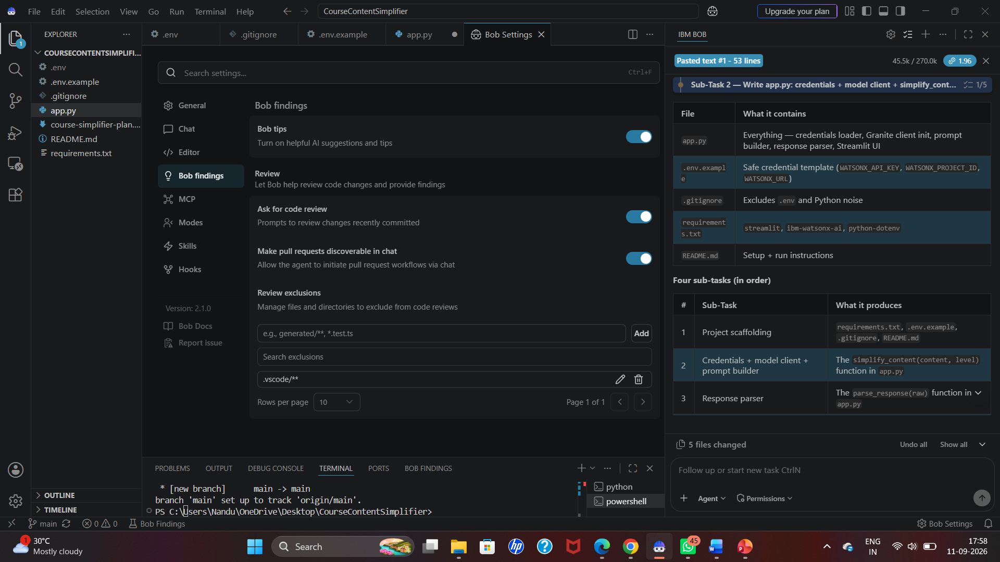 File Edit Selection View Go Run Terminal Help
CourseContentSimplifier
Upgrade your plan
EXPLORER
1
COURSECONTENTSIMPLIFI...
.env
.env.example
.gitignore
app.py
course-simplifier-plan....
README.md
requirements.txt
OUTLINE
TIMELINE
.env
.gitignore
.env.example
app.py
Bob Settings
Search settings...
Ctrl+F
General
Chat
Editor
Bob findings
MCP
Modes
Skills
Hooks
Version: 2.1.0
Bob Docs
Report issue
Bob findings
Bob tips
Turn on helpful AI suggestions and tips
Review
Let Bob help review code changes and provide findings
Ask for code review
Prompts to review changes recently committed
Make pull requests discoverable in chat
Allow the agent to initiate pull request workflows via chat
Review exclusions
Manage files and directories to exclude from code reviews
e.g., generated/**, *.test.ts
Add
Search exclusions
.vscode/**
Rows per page 10
Page 1 of 1
PROBLEMS OUTPUT DEBUG CONSOLE TERMINAL PORTS BOB FINDINGS
* [new branch] main -> main
branch 'main' set up to track 'origin/main'.
PS C:\Users\Nandu\OneDrive\Desktop\CourseContentSimplifier>
python
powershell
IBM BOB
Pasted text #1 - 53 lines
45.5k / 270.0k
1.96
Sub-Task 2 — Write app.py: credentials + model client + simplify_cont...
1/5
File What it contains
app.py Everything — credentials loader, Granite client init, prompt
builder, response parser, Streamlit UI
.env.exampl Safe credential template (WATSONX_API_KEY, WATSONX_PROJECT_ID,
e WATSONX_URL)
.gitignore Excludes .env and Python noise
requirement
s.txt
streamlit, ibm-watsonx-ai, python-dotenv
README.md Setup + run instructions
Four sub-tasks (in order)
# Sub-Task What it produces
1 Project scaffolding requirements.txt, .env.example,
.gitignore, README.md
2 Credentials + model client + The simplify_content(content, level)
prompt builder function in app.py
3 Response parser The parse_response(raw) function in
app.py
5 files changed
Undo all Show all
Follow up or start new task CtrlN
Agent Permissions
main 0 0 Bob Findings
Bob Settings
1
30°C
Mostly cloudy
Search
hp
?
45
W
P
ENG
IN
17:58
11-09-2026